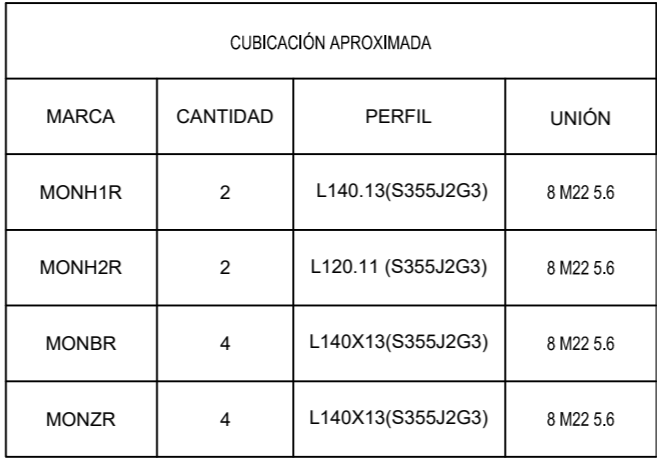 CUBICACIÓN APROXIMADA
MARCA CANTIDAD PERFIL UNIÓN
MONH1R 2 L140.13(S355J2G3) 8 M22 5.6
MONH2R 2 L120.11 (S355J2G3) 8 M22 5.6
MONBR 4 L140X13(S355J2G3) 8 M22 5.6
MONZR 4 L140X13(S355J2G3) 8 M22 5.6